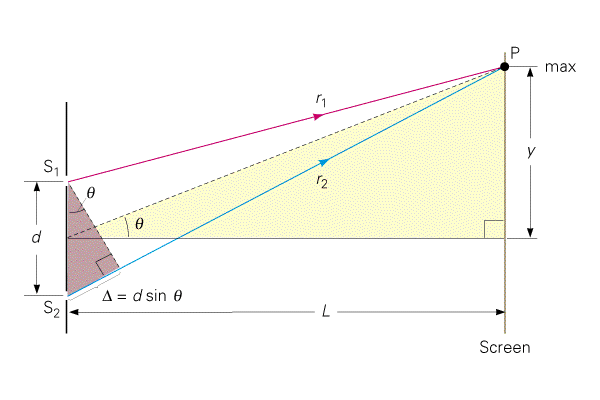 P
max
r1
y
S1
θ
r2
θ
d
Δ = d sin θ
S2
L
Screen